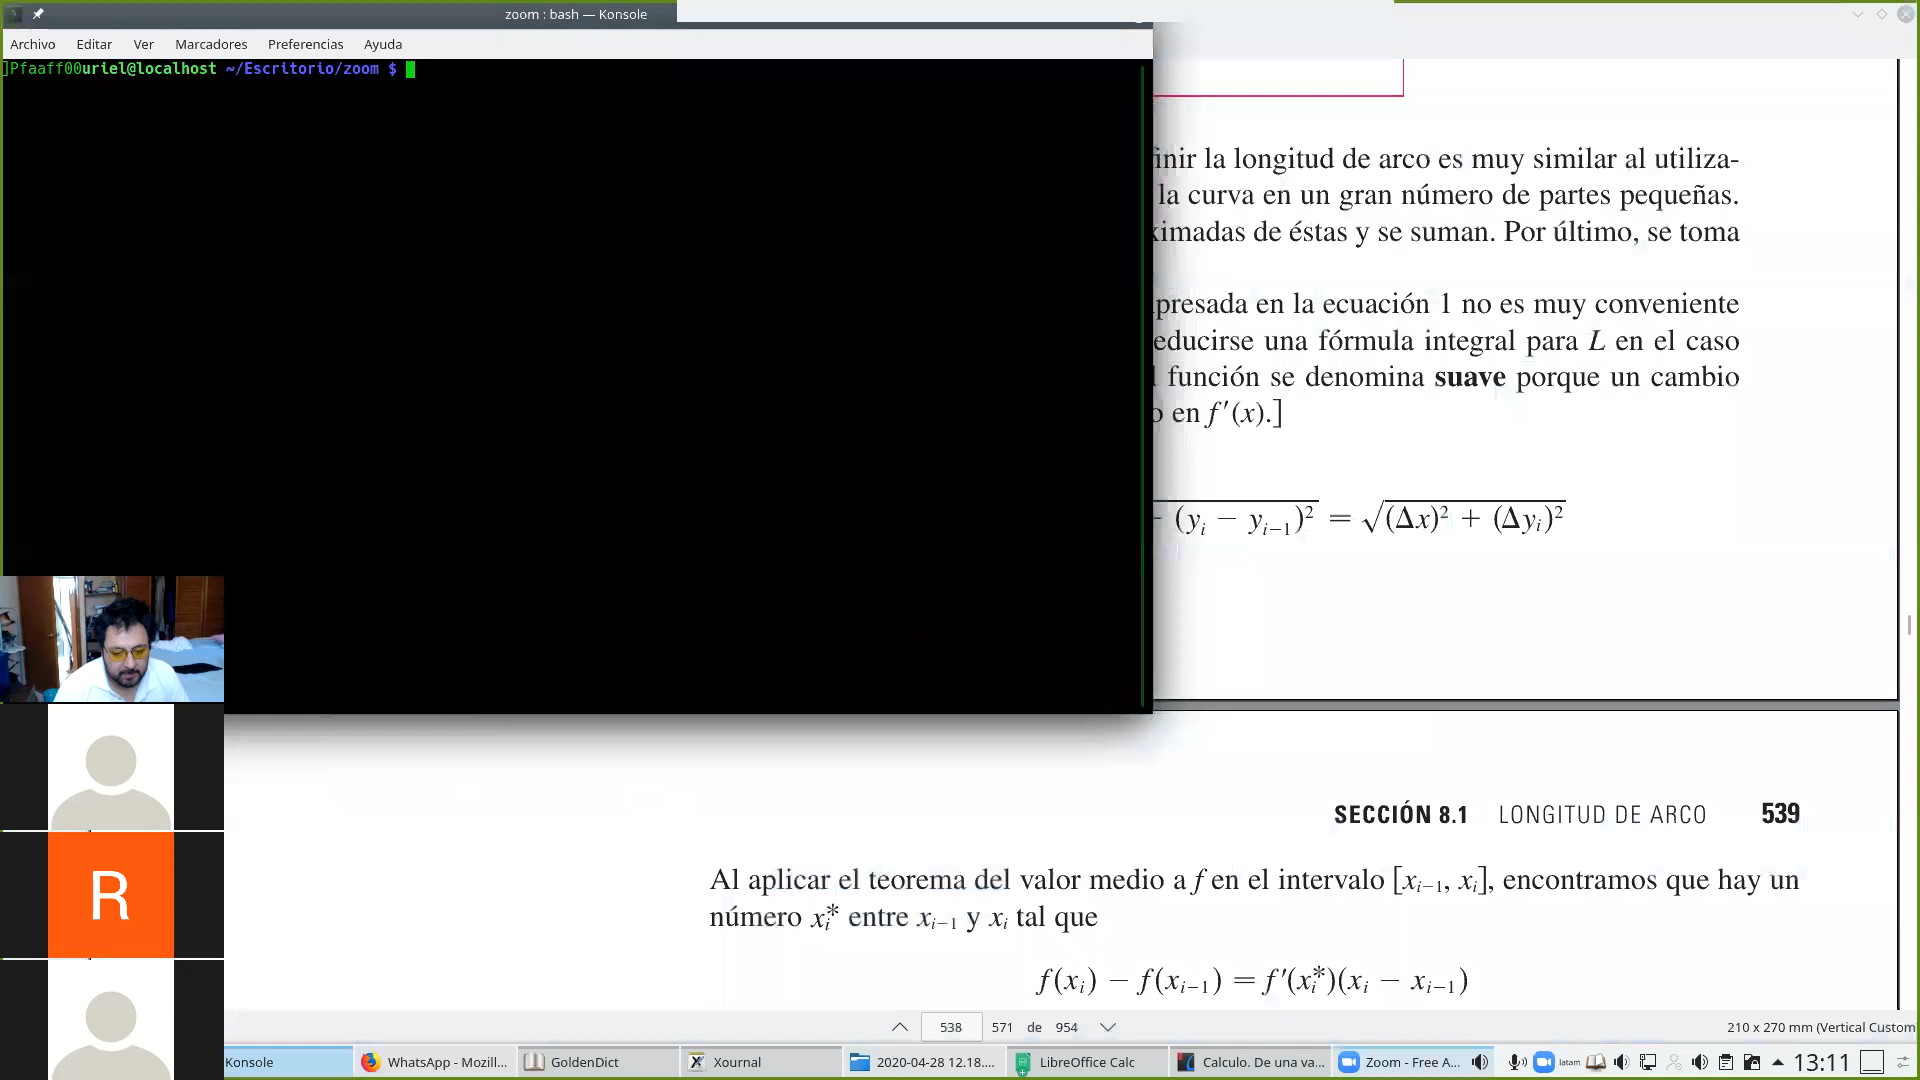 zoom : bash — Konsole
Archivo Editar Ver Marcadores Preferencias Ayuda
Pfaaff00uriel@localhost ~/Escritorio/zoom $
finir la longitud de arco es muy similar al utiliza-
la curva en un gran número de partes pequeñas.
ximadas de éstas y se suman. Por último, se toma
presada en la ecuación 1 no es muy conveniente
educirse una fórmula integral para L en el caso
l función se denomina suave porque un cambio
o en f′(x).]
(yᵢ − yᵢ₋₁)² = √(Δx)² + (Δyᵢ)²
SECCIÓN 8.1 LONGITUD DE ARCO 539
Al aplicar el teorema del valor medio a f en el intervalo [xᵢ₋₁, xᵢ], encontramos que hay un
número xᵢ* entre xᵢ₋₁ y xᵢ tal que
f(xᵢ) − f(xᵢ₋₁) = f′(xᵢ*)(xᵢ − xᵢ₋₁)
R
538 571 de 954
210 x 270 mm (Vertical Custom
Konsole WhatsApp - Mozill... GoldenDict Xournal 2020-04-28 12.18.... LibreOffice Calc Calculo. De una va... Zoom - Free A... latam 13:11